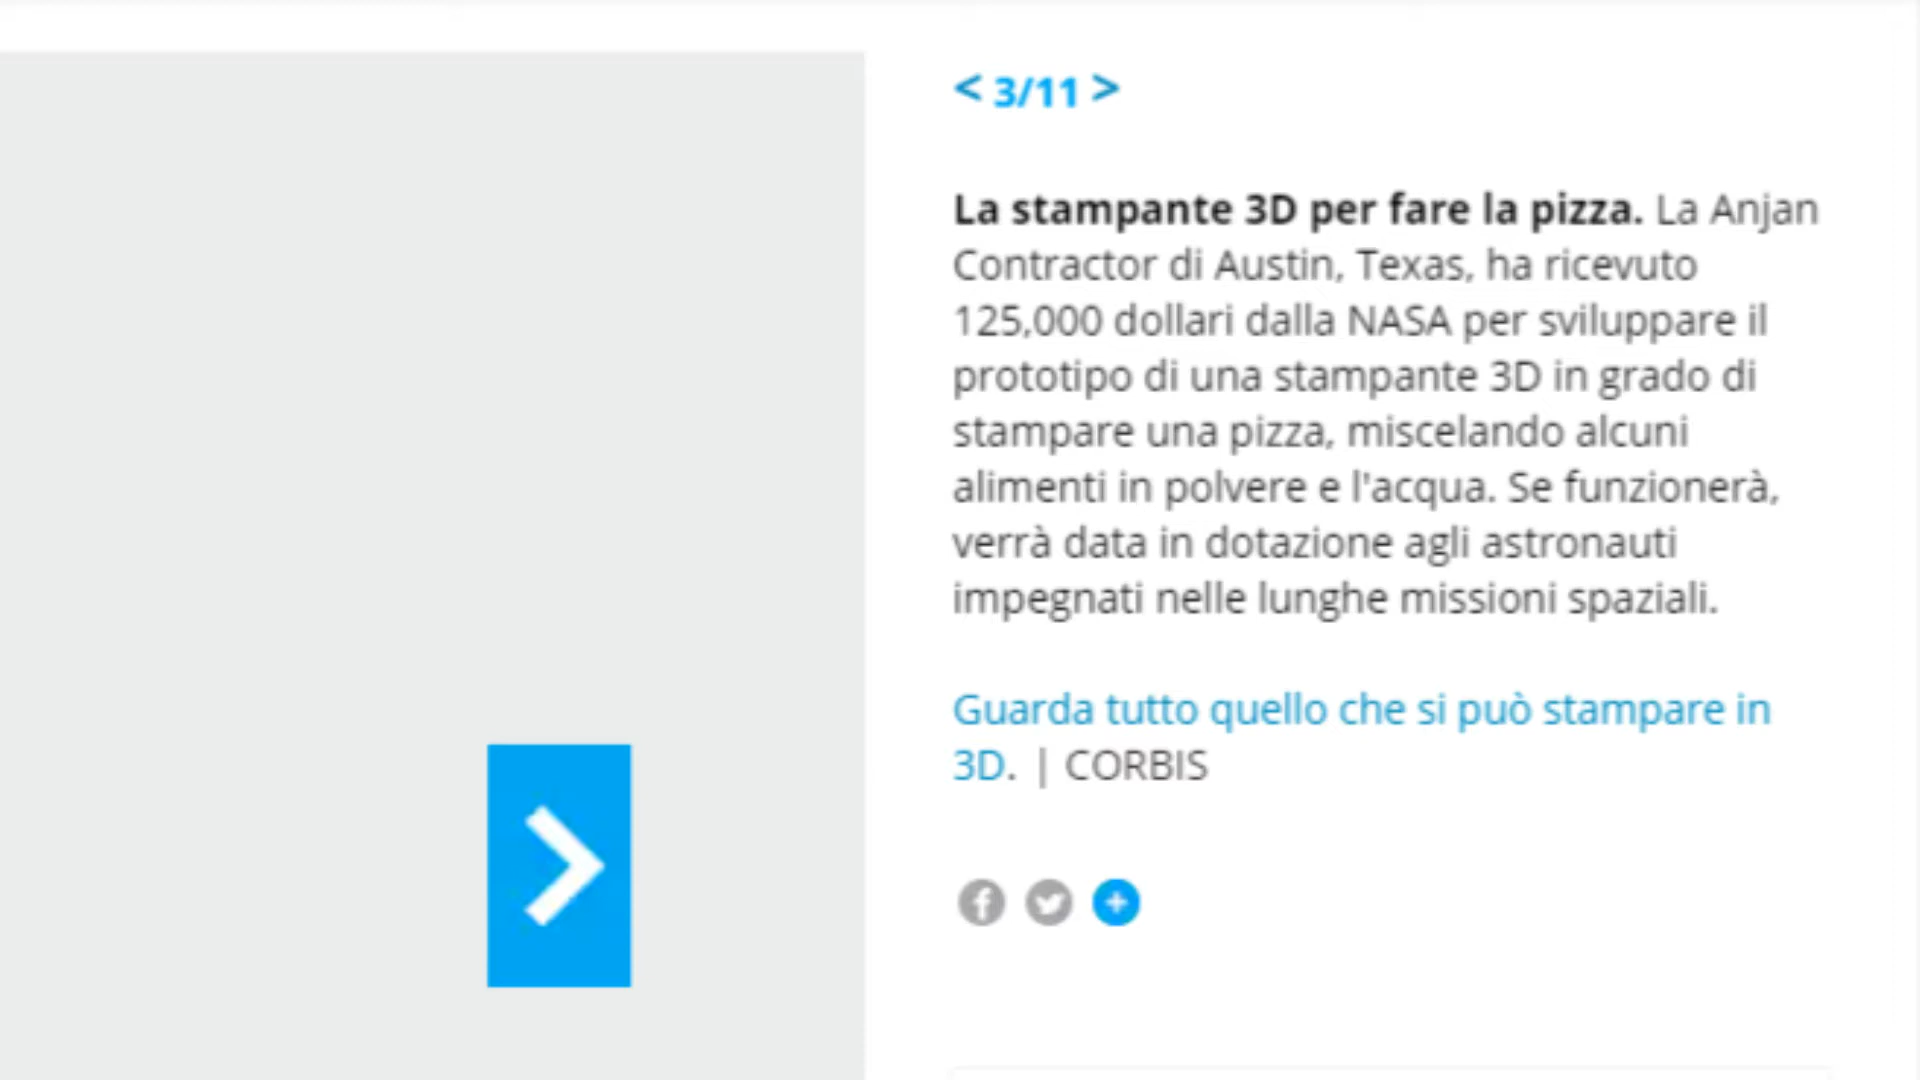 < 3/11 >
La stampante 3D per fare la pizza. La Anjan
Contractor di Austin, Texas, ha ricevuto
125,000 dollari dalla NASA per sviluppare il
prototipo di una stampante 3D in grado di
stampare una pizza, miscelando alcuni
alimenti in polvere e l'acqua. Se funzionerà,
verrà data in dotazione agli astronauti
impegnati nelle lunghe missioni spaziali.
Guarda tutto quello che si può stampare in
3D. | CORBIS